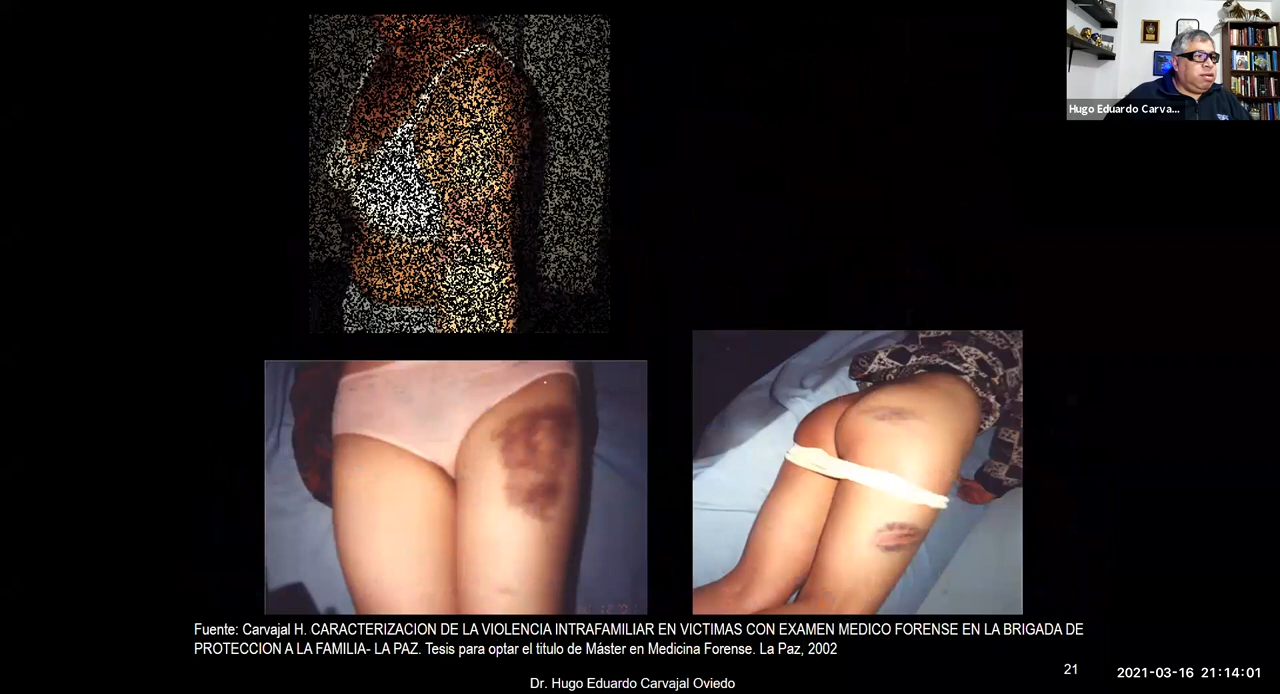 Hugo Eduardo Carva...
Fuente: Carvajal H. CARACTERIZACION DE LA VIOLENCIA INTRAFAMILIAR EN VICTIMAS CON EXAMEN MEDICO FORENSE EN LA BRIGADA DE
PROTECCION A LA FAMILIA- LA PAZ. Tesis para optar el titulo de Máster en Medicina Forense. La Paz, 2002
21
2021-03-16 21:14:01
Dr. Hugo Eduardo Carvajal Oviedo